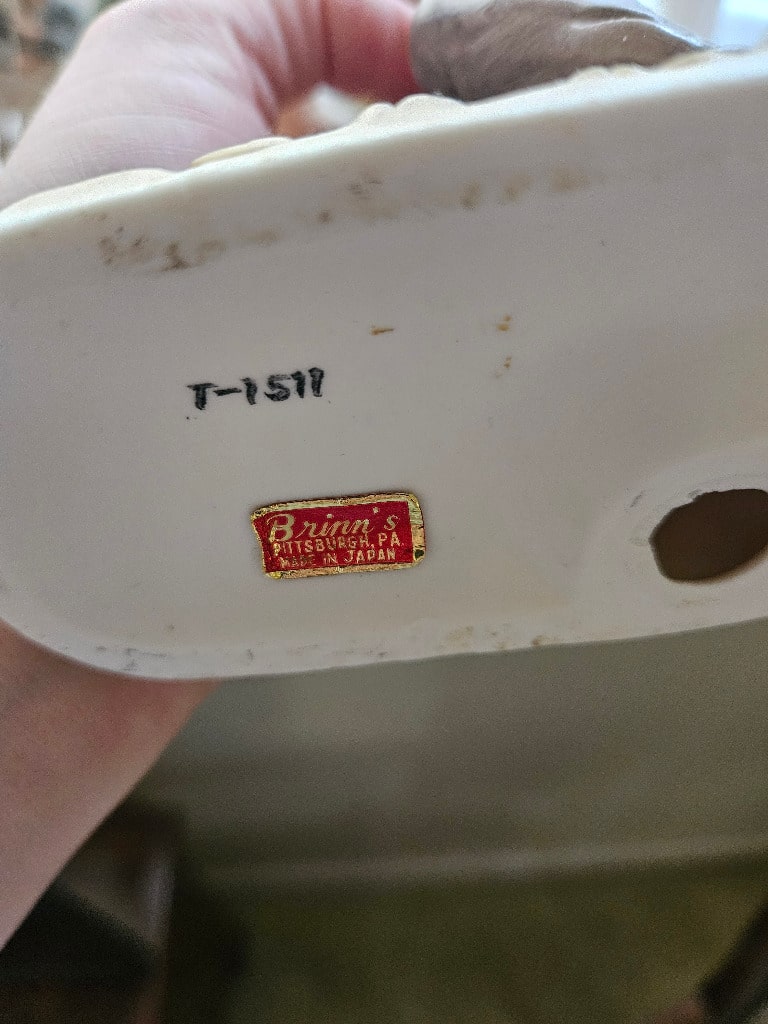 T-1511
Brinn's
PITTSBURGH, PA.
MADE IN JAPAN